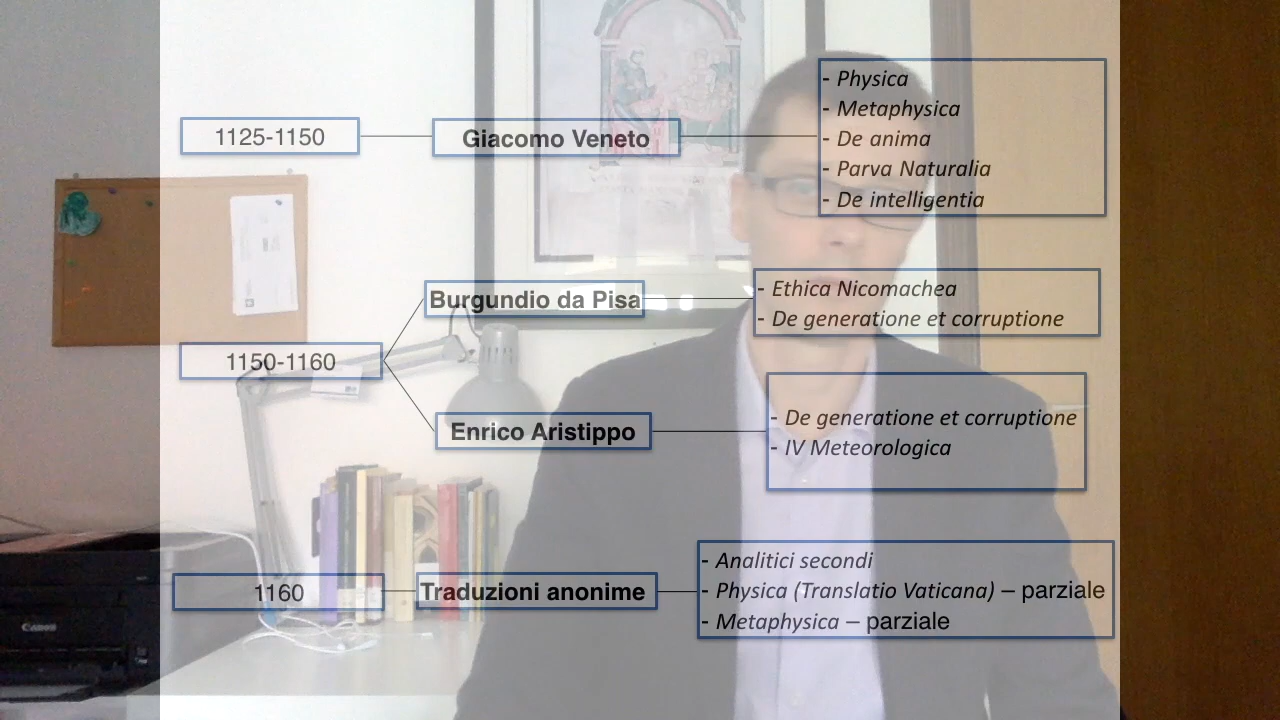 1125-1150
Giacomo Veneto
- Physica
- Metaphysica
- De anima
- Parva Naturalia
- De intelligentia
1150-1160
Burgundio da Pisa
- Ethica Nicomachea
- De generatione et corruptione
Enrico Aristippo
- De generatione et corruptione
- IV Meteorologica
1160
Traduzioni anonime
- Analitici secondi
- Physica (Translatio Vaticana) – parziale
- Metaphysica – parziale
Canon